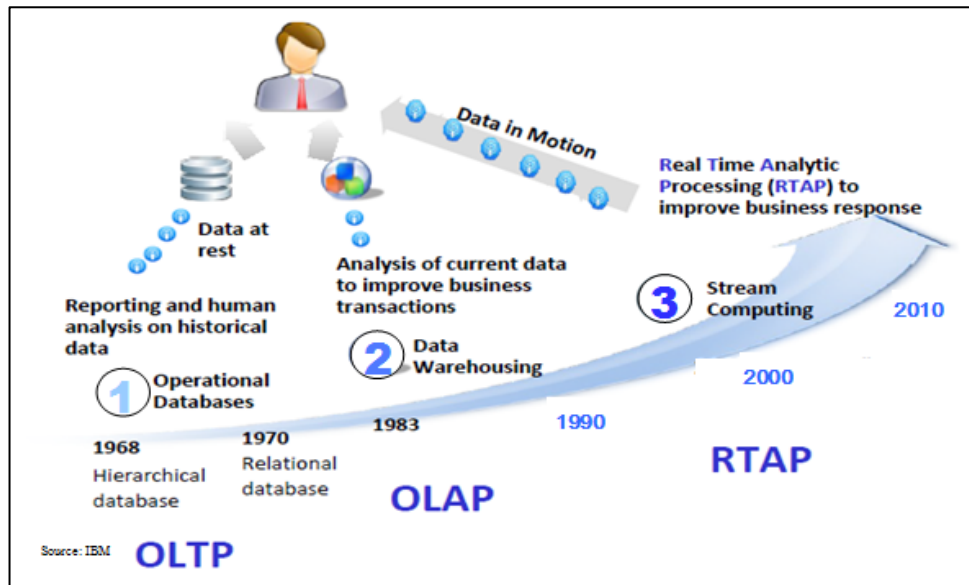 Data in Motion
Real Time Analytic
Processing (RTAP) to
improve business response
Data at
rest
Analysis of current data
to improve business
transactions
Reporting and human
analysis on historical
data
3
Stream
Computing
2010
2
Data
Warehousing
1
Operational
Databases
2000
1990
1983
1970
1968
Relational
database
Hierarchical
database
RTAP
OLAP
Source: IBM
OLTP